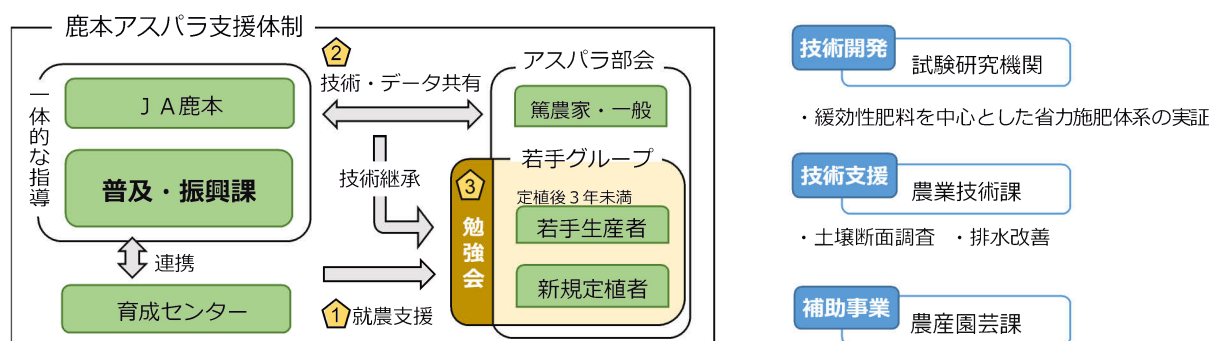 鹿本アスパラ支援体制
一体的な指導
ＪＡ鹿本
普及・振興課
連携
育成センター
2
技術・データ共有
技術継承
1
就農支援
アスパラ部会
篤農家・一般
若手グループ
3
勉強会
定植後３年未満
若手生産者
新規定植者
技術開発
試験研究機関
・緩効性肥料を中心とした省力施肥体系の実証
技術支援
農業技術課
・土壌断面調査　・排水改善
補助事業
農産園芸課